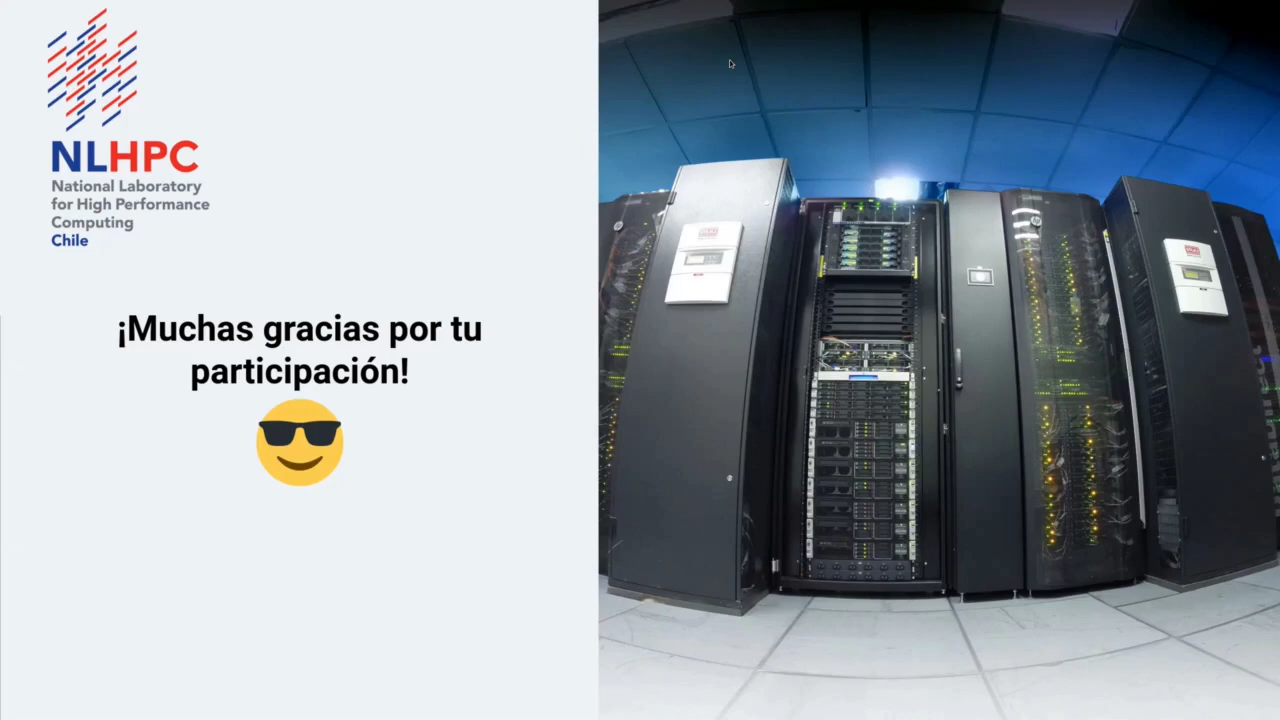 NLHPC
National Laboratory
for High Performance
Computing
Chile
¡Muchas gracias por tu
participación!